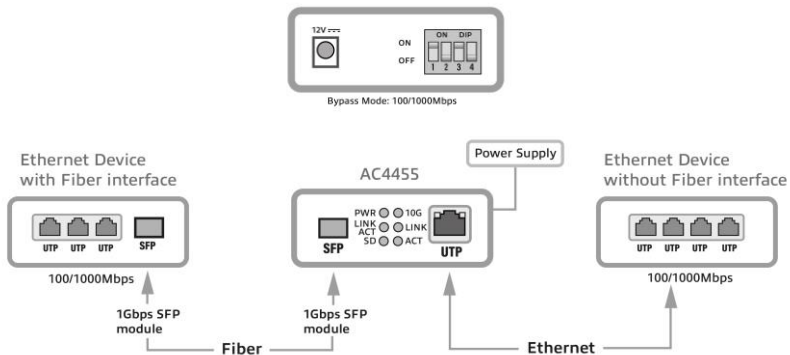 12V
ON DIP
ON
OFF
1 2 3 4
Bypass Mode: 100/1000Mbps
Power Supply
Ethernet Device
with Fiber interface
AC4455
Ethernet Device
without Fiber interface
UTP UTP UTP SFP
100/1000Mbps
SFP
PWR 10G
LINK ACT LINK
SD ACT
UTP
UTP UTP UTP UTP
100/1000Mbps
1Gbps SFP
module
1Gbps SFP
module
Fiber
Ethernet